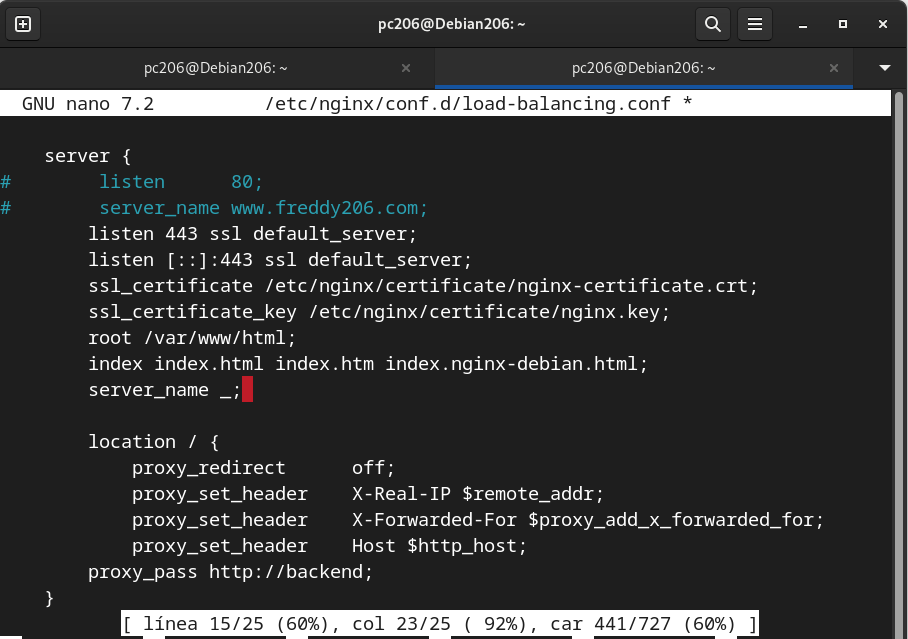 pc206@Debian206: ~
pc206@Debian206: ~ × pc206@Debian206: ~ ×
GNU nano 7.2 /etc/nginx/conf.d/load-balancing.conf *
server {
# listen 80;
# server_name www.freddy206.com;
listen 443 ssl default_server;
listen [::]:443 ssl default_server;
ssl_certificate /etc/nginx/certificate/nginx-certificate.crt;
ssl_certificate_key /etc/nginx/certificate/nginx.key;
root /var/www/html;
index index.html index.htm index.nginx-debian.html;
server_name _;
location / {
proxy_redirect off;
proxy_set_header X-Real-IP $remote_addr;
proxy_set_header X-Forwarded-For $proxy_add_x_forwarded_for;
proxy_set_header Host $http_host;
proxy_pass http://backend;
}
[ línea 15/25 (60%), col 23/25 ( 92%), car 441/727 (60%) ]